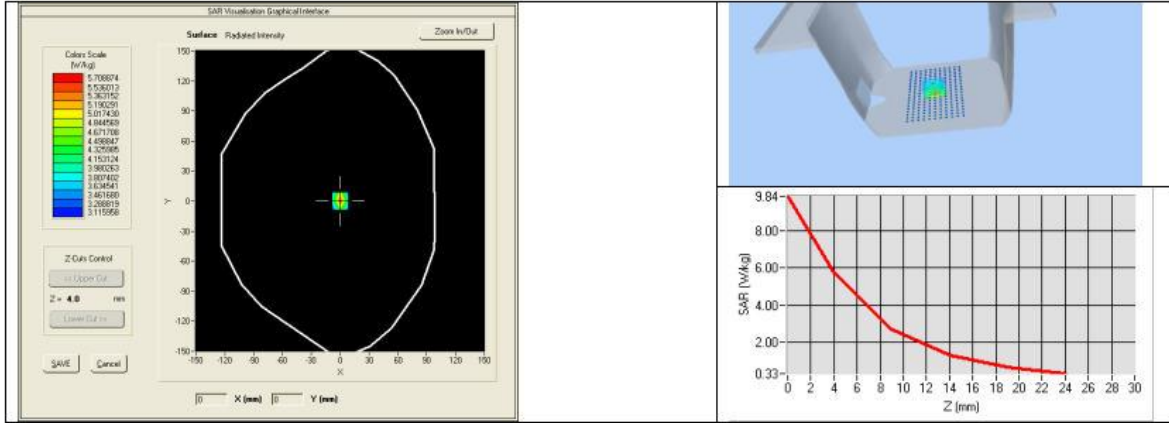 SAR Visualisation Graphical Interface
Surface Radiated Intensity
Zoom In/Out
Colors Scale
(W/kg)
5.708874
5.536013
5.363152
5.190291
5.017430
4.844569
4.671708
4.498847
4.325985
4.153124
3.980263
3.807402
3.634541
3.461680
3.288819
3.115958
150
120
90
60
30
0
-30
-60
-90
-120
-150
Y
-150 -120 -90 -60 -30 0 30 60 90 120 150
X
Z-Cuts Control
<< Upper Cut
Z = 4.0 mm
Lower Cut >>
SAVE Cancel
0 X (mm) 0 Y (mm)
9.84
8.00
6.00
4.00
2.00
0.33
SAR (W/kg)
0 2 4 6 8 10 12 14 16 18 20 22 24 26 28 30
Z (mm)